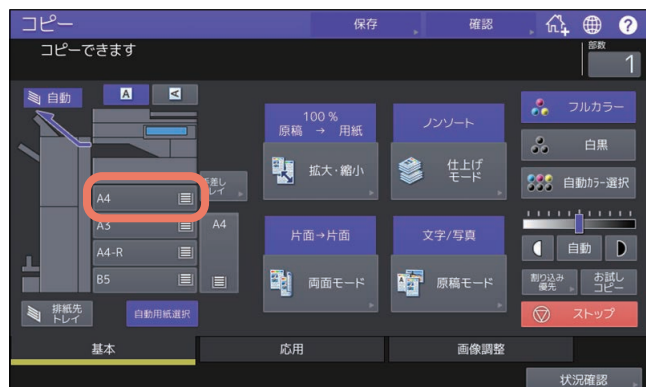 コピー
保存
確認
?
コピーできます
部数
1
自動
A
A
100 %
原稿 → 用紙
ノンソート
フルカラー
白黒
拡大・縮小
仕上げ
モード
自動カラー選択
A4
A3
A4-R
B5
A4
片面→片面
文字/写真
自動
両面モード
原稿モード
割り込み
優先
お試し
コピー
排紙先
トレイ
自動用紙選択
ストップ
基本
応用
画像調整
状況確認